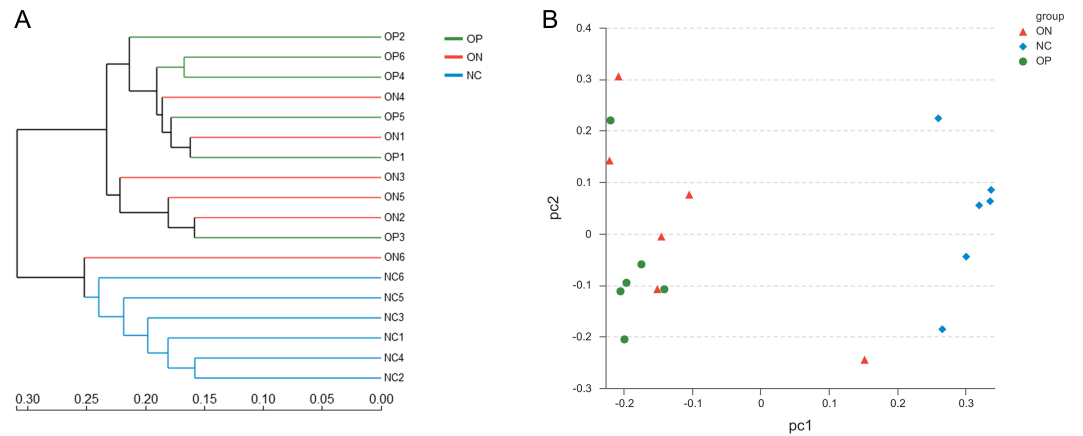 A
OP2
OP6
OP4
ON4
OP5
ON1
OP1
ON3
ON5
ON2
OP3
ON6
NC6
NC5
NC3
NC1
NC4
NC2
0.30 0.25 0.20 0.15 0.10 0.05 0.00
OP
ON
NC
B
group
ON
NC
OP
0.4
0.3
0.2
0.1
0
-0.1
-0.2
-0.3
pc2
-0.2 -0.1 0 0.1 0.2 0.3
pc1